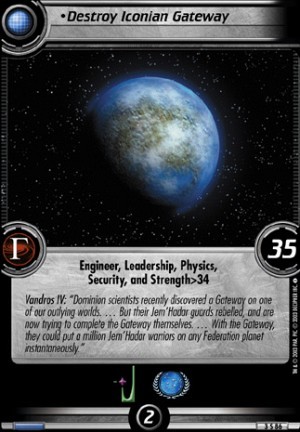 •Destroy Iconian Gateway
Γ
35
Engineer, Leadership, Physics,
Security, and Strength>34
Vandros IV: “Dominion scientists recently discovered a Gateway on one
of our outlying worlds. . . . But their Jem'Hadar guards rebelled, and are
now trying to complete the Gateway themselves. . . . With the Gateway,
they could put a million Jem'Hadar warriors on any Federation planet
instantaneously.”
2